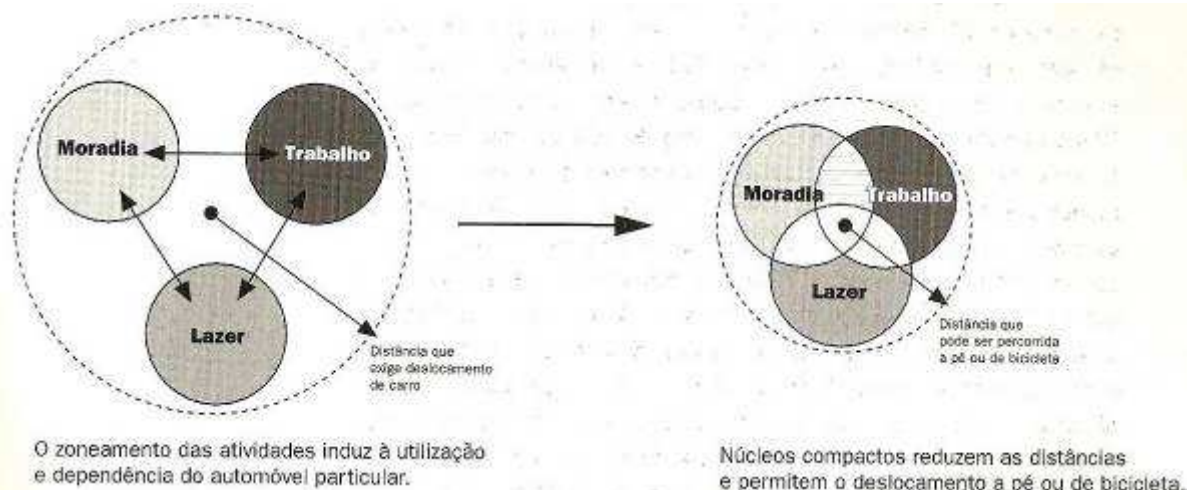 Moradia
Trabalho
Lazer
Distância que
exige deslocamento
de carro
O zoneamento das atividades induz à utilização
e dependência do automóvel particular.
Moradia
Trabalho
Lazer
Distância que
pode ser percorrida
a pé ou de bicicleta
Núcleos compactos reduzem as distâncias
e permitem o deslocamento a pé ou de bicicleta.